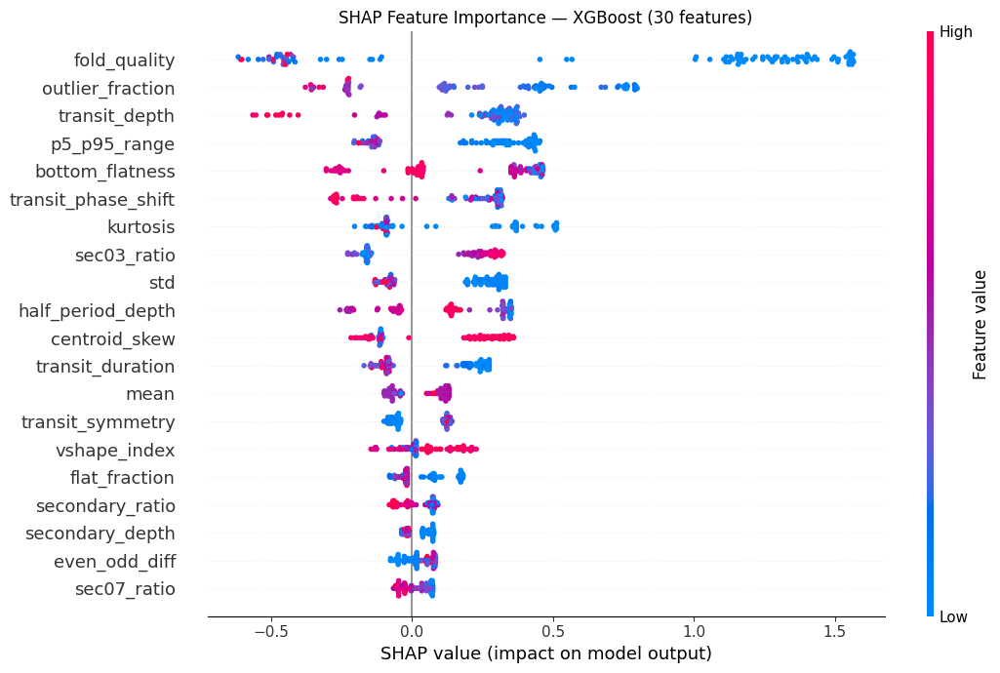 SHAP Feature Importance — XGBoost (30 features)
High
fold_quality
outlier_fraction
transit_depth
p5_p95_range
bottom_flatness
transit_phase_shift
kurtosis
sec03_ratio
std
half_period_depth
centroid_skew
transit_duration
mean
transit_symmetry
vshape_index
flat_fraction
secondary_ratio
secondary_depth
even_odd_diff
sec07_ratio
Feature value
Low
−0.5 0.0 0.5 1.0 1.5
SHAP value (impact on model output)